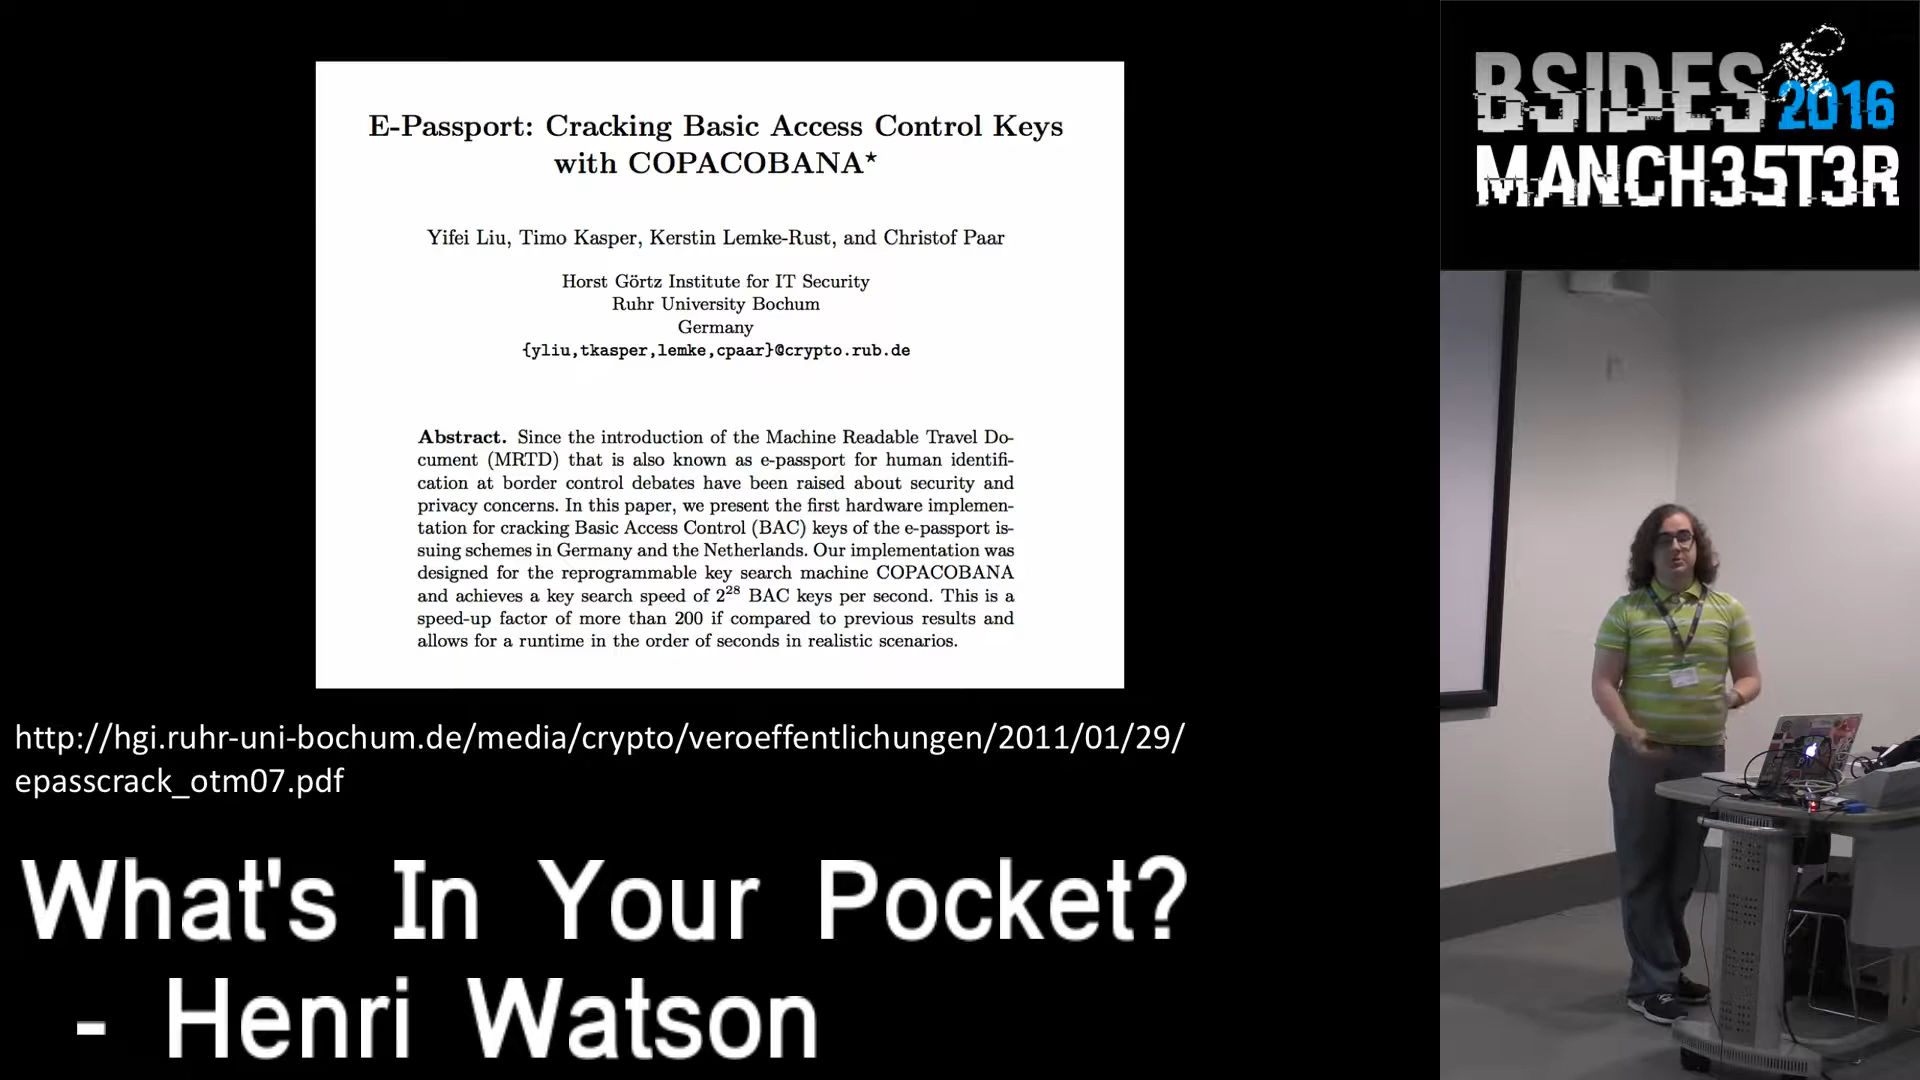 E-Passport: Cracking Basic Access Control Keys
with COPACOBANA*
Yifei Liu, Timo Kasper, Kerstin Lemke-Rust, and Christof Paar
Horst Görtz Institute for IT Security
Ruhr University Bochum
Germany
{yliu,tkasper,lemke,cpaar}@crypto.rub.de
Abstract. Since the introduction of the Machine Readable Travel Do-
cument (MRTD) that is also known as e-passport for human identifi-
cation at border control debates have been raised about security and
privacy concerns. In this paper, we present the first hardware implemen-
tation for cracking Basic Access Control (BAC) keys of the e-passport is-
suing schemes in Germany and the Netherlands. Our implementation was
designed for the reprogrammable key search machine COPACOBANA
and achieves a key search speed of 2²⁸ BAC keys per second. This is a
speed-up factor of more than 200 if compared to previous results and
allows for a runtime in the order of seconds in realistic scenarios.
http://hgi.ruhr-uni-bochum.de/media/crypto/veroeffentlichungen/2011/01/29/
epasscrack_otm07.pdf
What's In Your Pocket?
- Henri Watson
BSIDES 2016
MANCH35T3R